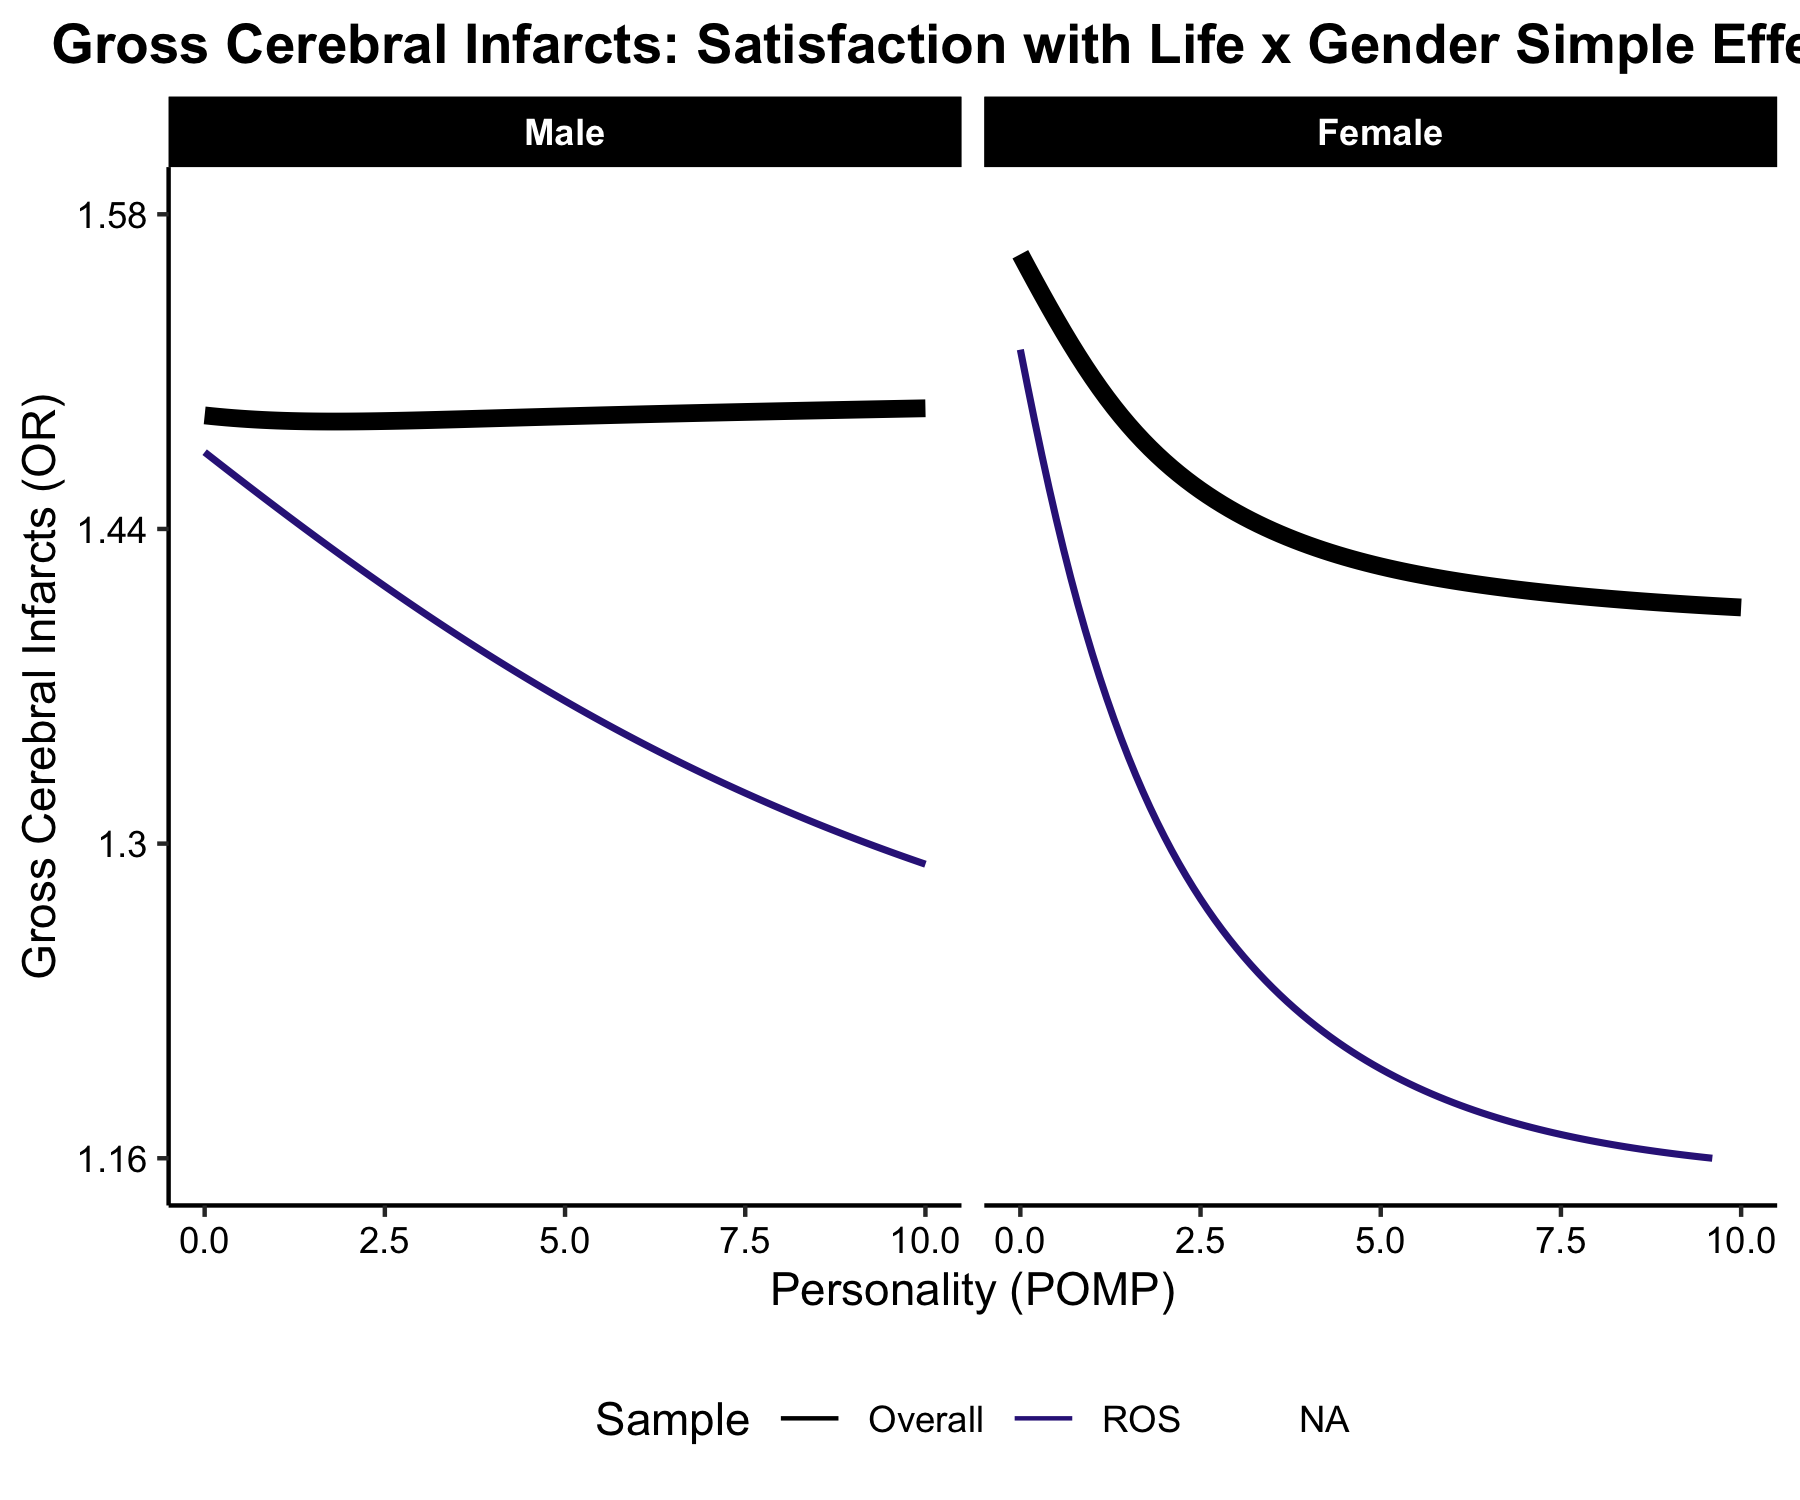 Gross Cerebral Infarcts: Satisfaction with Life x Gender Simple Effe
Male
Female
Gross Cerebral Infarcts (OR)
1.58
1.44
1.3
1.16
0.0 2.5 5.0 7.5 10.0
0.0 2.5 5.0 7.5 10.0
Personality (POMP)
Sample Overall ROS NA